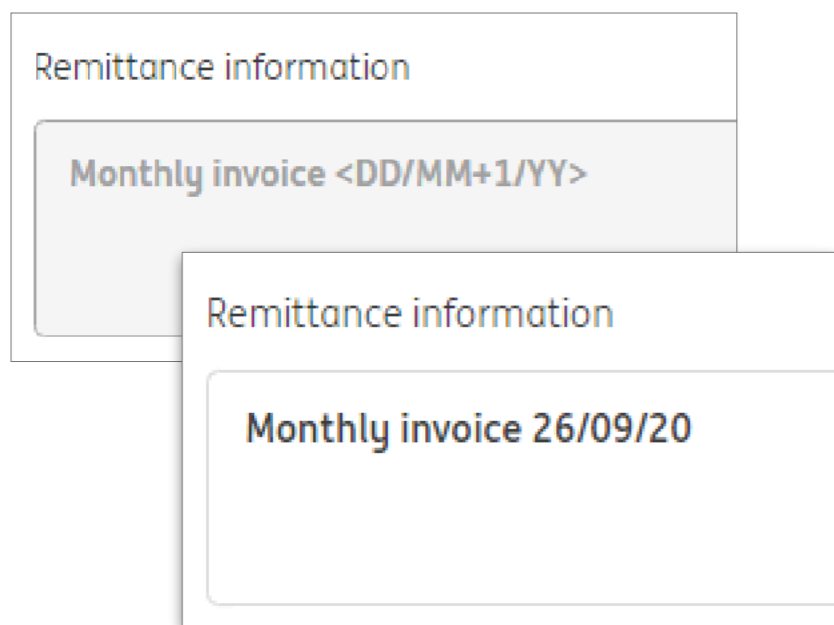 Remittance information
Monthly invoice <DD/MM+1/YY>
Remittance information
Monthly invoice 26/09/20